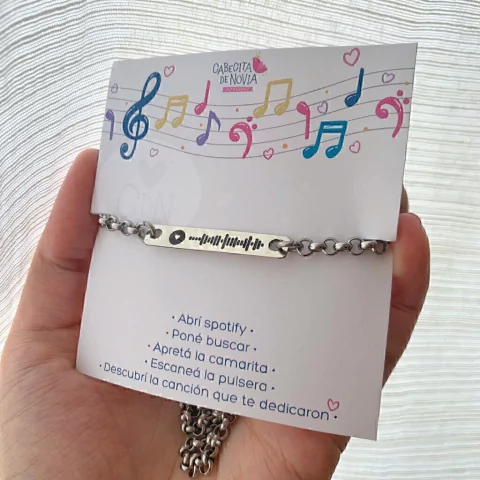 CABECITA
DE NOVIA
• Abrí spotify •
• Poné buscar •
• Apretá la camarita •
• Escaneá la pulsera •
• Descubrí la canción que te dedicaron